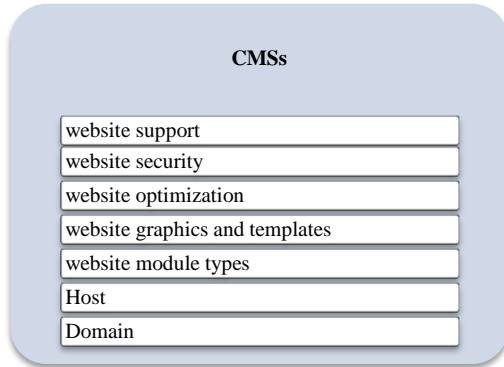 CMSs
website support
website security
website optimization
website graphics and templates
website module types
Host
Domain